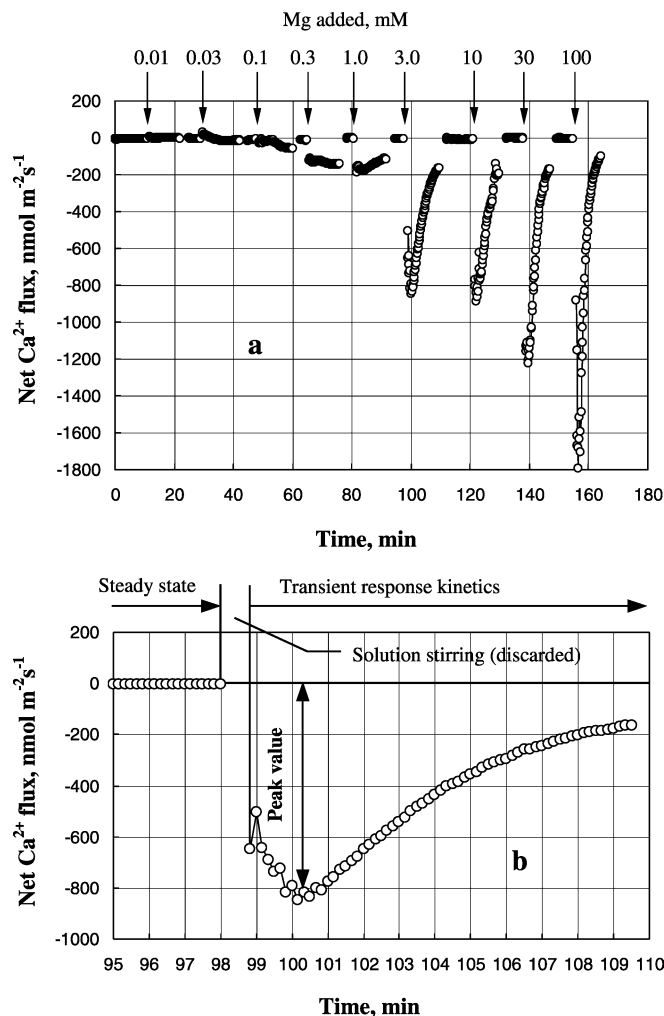 Mg added, mM
0.01 0.03 0.1 0.3 1.0 3.0 10 30 100
200
0
-200
-400
-600
-800
-1000
-1200
-1400
-1600
-1800
Net Ca²⁺ flux, nmol m⁻²s⁻¹
a
0 20 40 60 80 100 120 140 160 180
Time, min
Steady state
Transient response kinetics
Solution stirring (discarded)
200
0
-200
-400
-600
-800
-1000
Net Ca²⁺ flux, nmol m⁻²s⁻¹
Peak value
b
95 96 97 98 99 100 101 102 103 104 105 106 107 108 109 110
Time, min